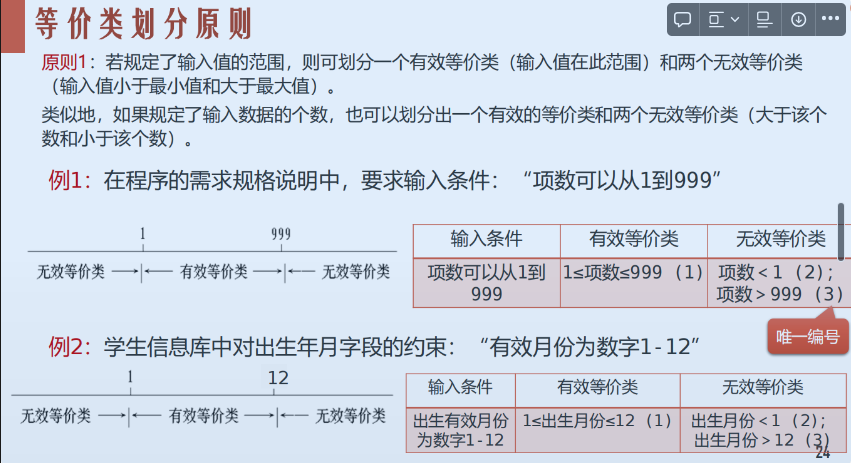 等价类划分原则
原则1：若规定了输入值的范围，则可划分一个有效等价类（输入值在此范围）和两个无效等价类
（输入值小于最小值和大于最大值）。
类似地，如果规定了输入数据的个数，也可以划分出一个有效的等价类和两个无效等价类（大于该个
数和小于该个数）。
例1：在程序的需求规格说明中，要求输入条件：“项数可以从1到999”
1 999
无效等价类 有效等价类 无效等价类
输入条件 有效等价类 无效等价类
项数可以从1到 1≤项数≤999 (1) 项数<1 (2);
999 项数>999 (3)
唯一编号
例2：学生信息库中对出生年月字段的约束：“有效月份为数字1-12”
1 12
无效等价类 有效等价类 无效等价类
输入条件 有效等价类 无效等价类
出生有效月份 1≤出生月份≤12 (1) 出生月份<1 (2);
为数字1-12 出生月份>12 (3)
24